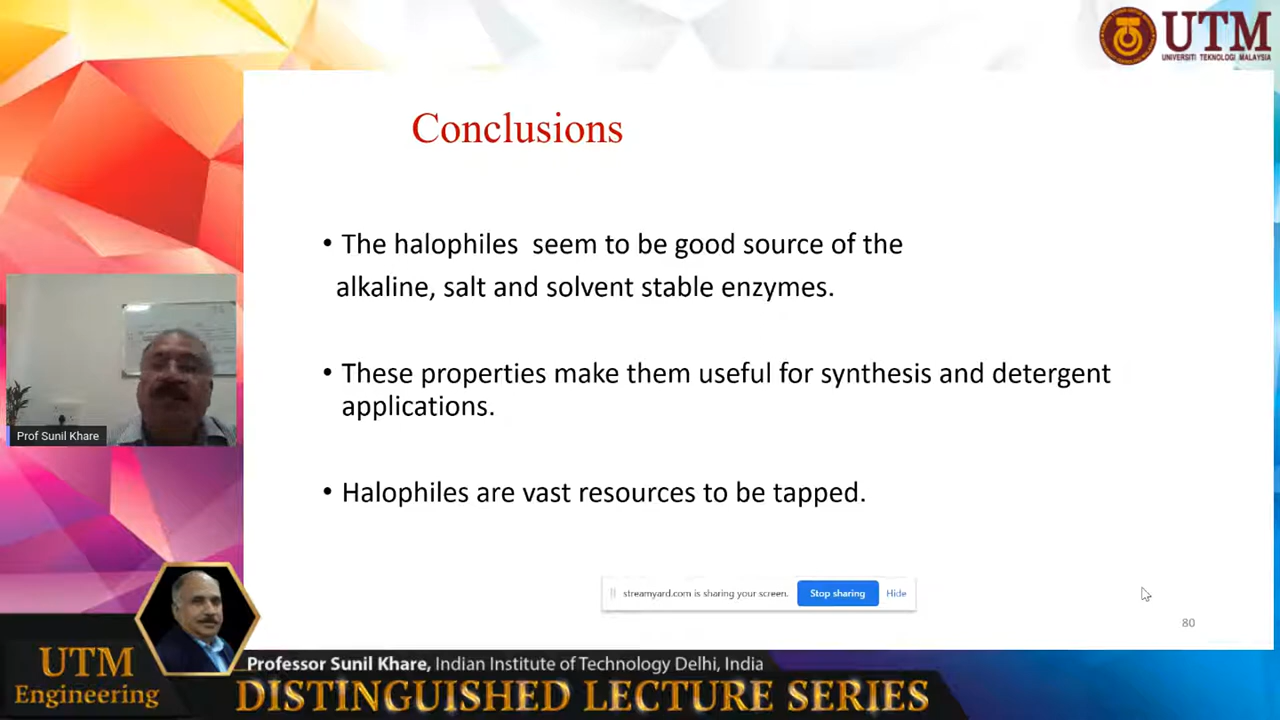 UTM
UNIVERSITI TEKNOLOGI MALAYSIA
Conclusions
• The halophiles seem to be good source of the
alkaline, salt and solvent stable enzymes.
• These properties make them useful for synthesis and detergent
applications.
• Halophiles are vast resources to be tapped.
Prof Sunil Khare
streamyard.com is sharing your screen.
Stop sharing
Hide
80
UTM
Engineering
Professor Sunil Khare, Indian Institute of Technology Delhi, India
DISTINGUISHED LECTURE SERIES